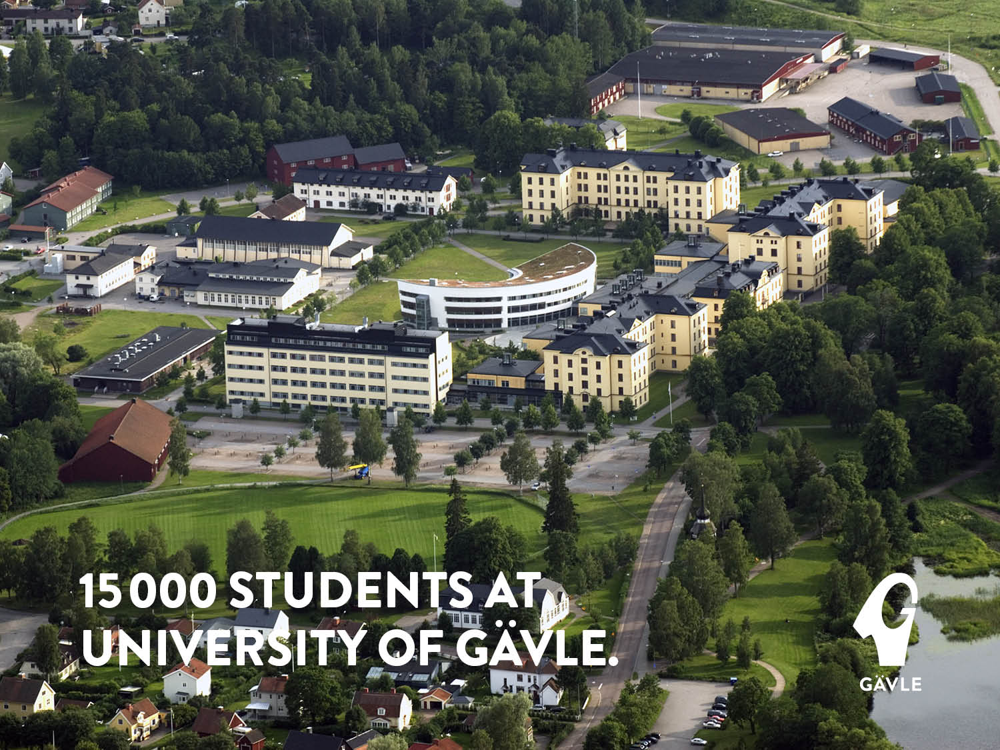 15 000 STUDENTS AT
UNIVERSITY OF GÄVLE.
GÄVLE